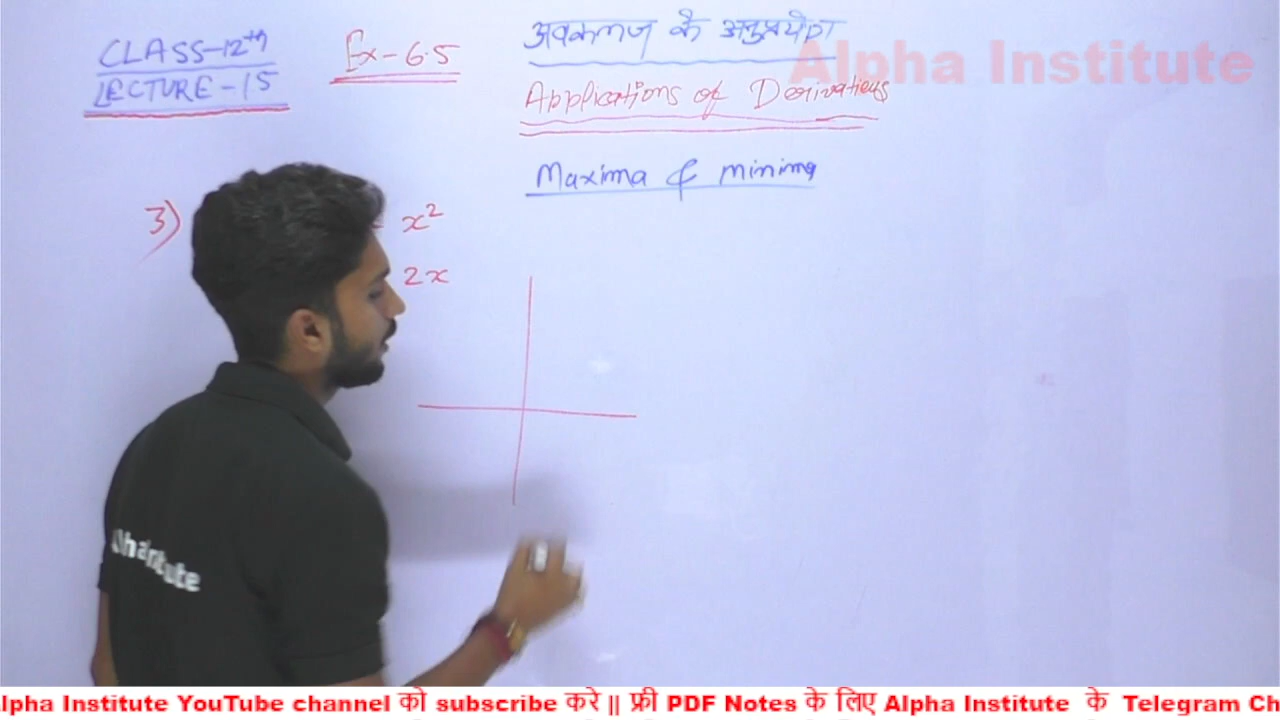 CLASS-12th
LECTURE-15
Ex-6.5
अवकलज के अनुप्रयोग
Alpha Institute
Applications of Derivatives
Maxima & minima
3) x²
2x
lpha Institute YouTube channel को subscribe करे || फ्री PDF Notes के लिए Alpha Institute के Telegram Ch